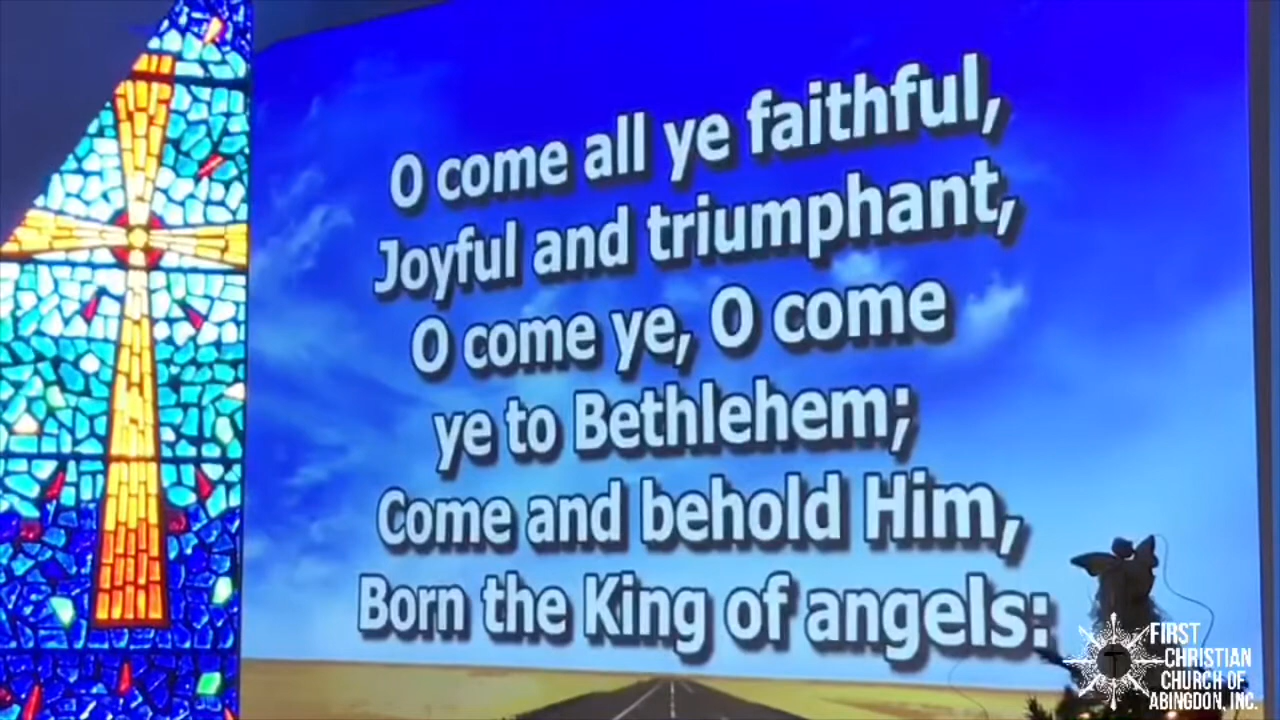 O come all ye faithful,
Joyful and triumphant,
O come ye, O come
ye to Bethlehem;
Come and behold Him,
Born the King of angels:
FIRST
CHRISTIAN
CHURCH OF
ABINGDON, INC.